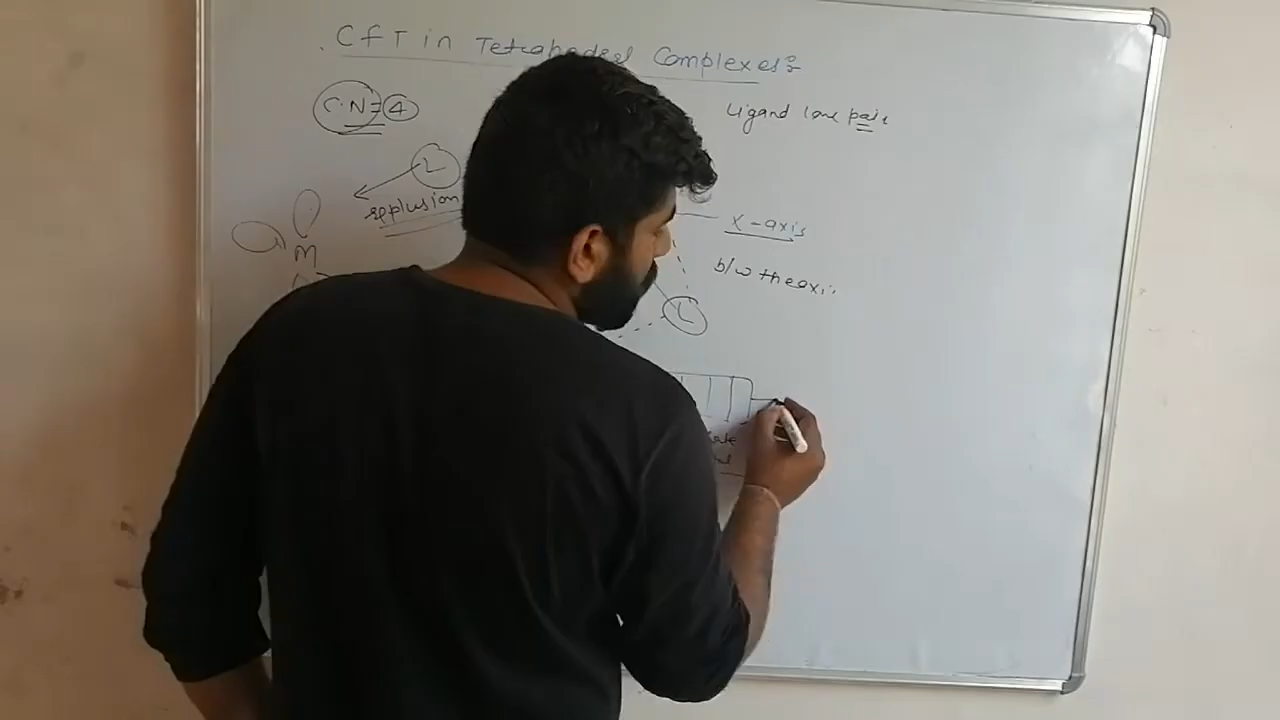 CfT in Tetrahedral Complexes:
C.N=4
Ligand lone pair
L
repulsion
X-axis
M
b/w the axis
L